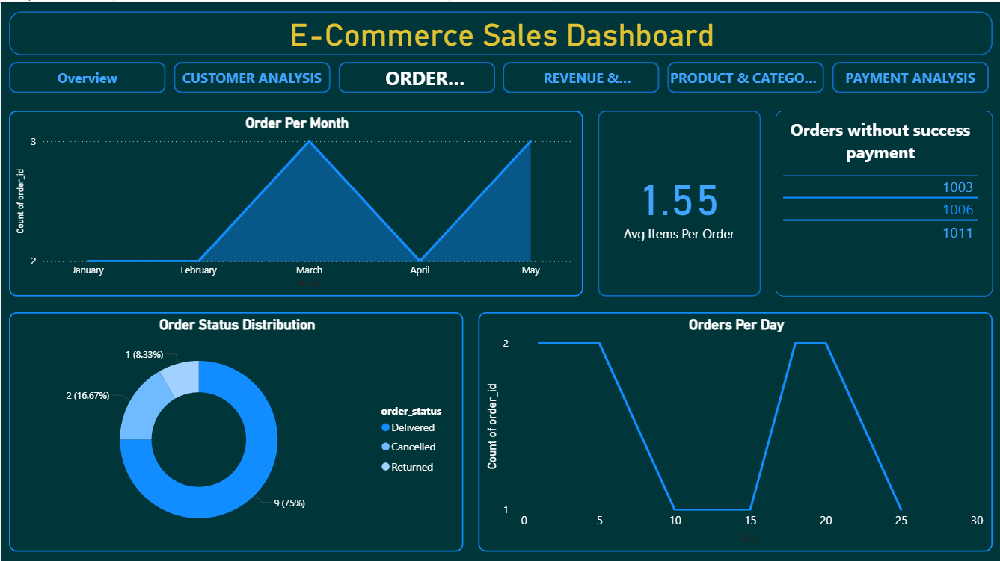 E-Commerce Sales Dashboard
Overview
CUSTOMER ANALYSIS
ORDER...
REVENUE &...
PRODUCT & CATEGO...
PAYMENT ANALYSIS
Order Per Month
Count of order_id
3
2
January
February
March
April
May
1.55
Avg Items Per Order
Orders without success
payment
1003
1006
1011
Order Status Distribution
1 (8.33%)
2 (16.67%)
9 (75%)
order_status
Delivered
Cancelled
Returned
Orders Per Day
Count of order_id
2
1
0
5
10
15
20
25
30